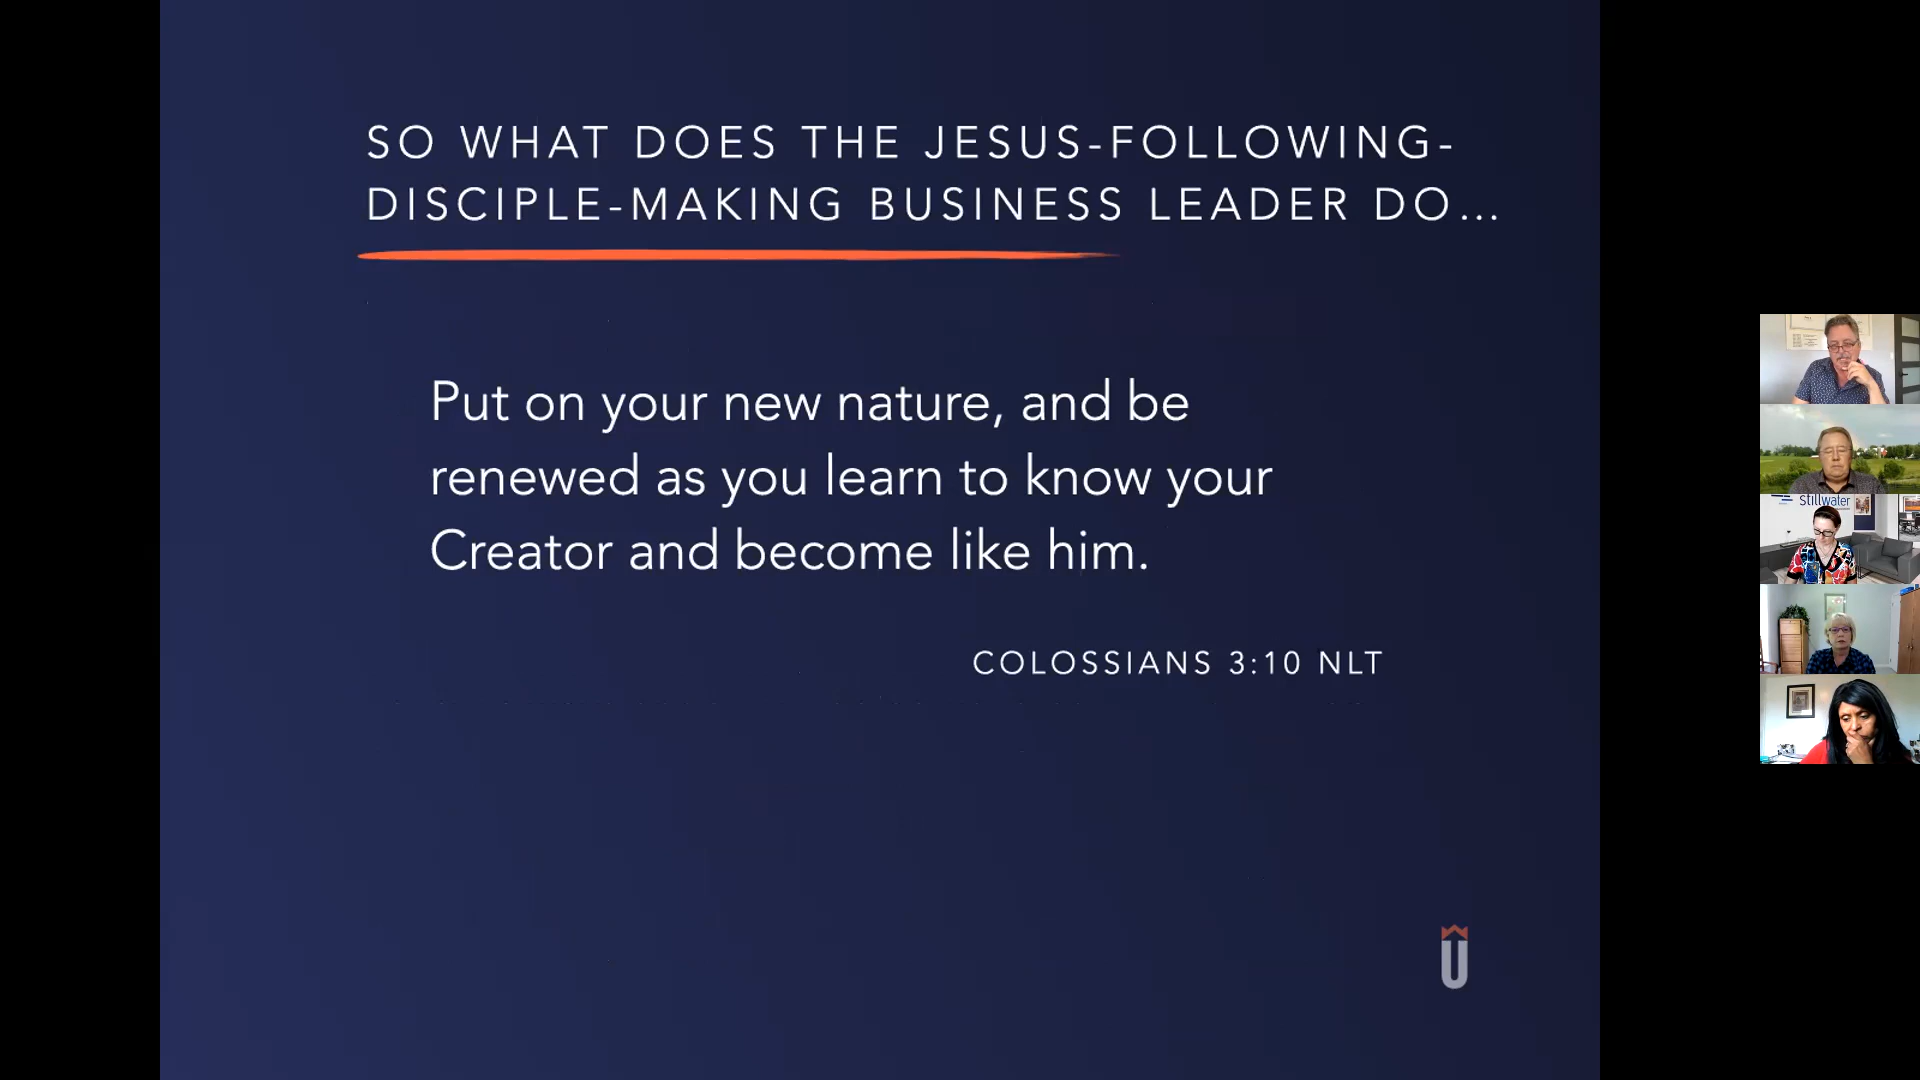 SO WHAT DOES THE JESUS-FOLLOWING-
DISCIPLE-MAKING BUSINESS LEADER DO...
Put on your new nature, and be
renewed as you learn to know your
Creator and become like him.
COLOSSIANS 3:10 NLT
U
stillwater